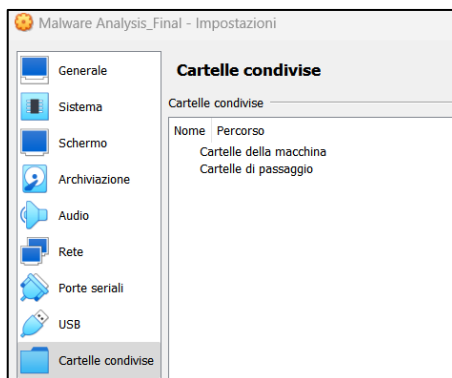 Malware Analysis_Final - Impostazioni
Generale
Sistema
Schermo
Archiviazione
Audio
Rete
Porte seriali
USB
Cartelle condivise
Cartelle condivise
Cartelle condivise
Nome Percorso
Cartelle della macchina
Cartelle di passaggio